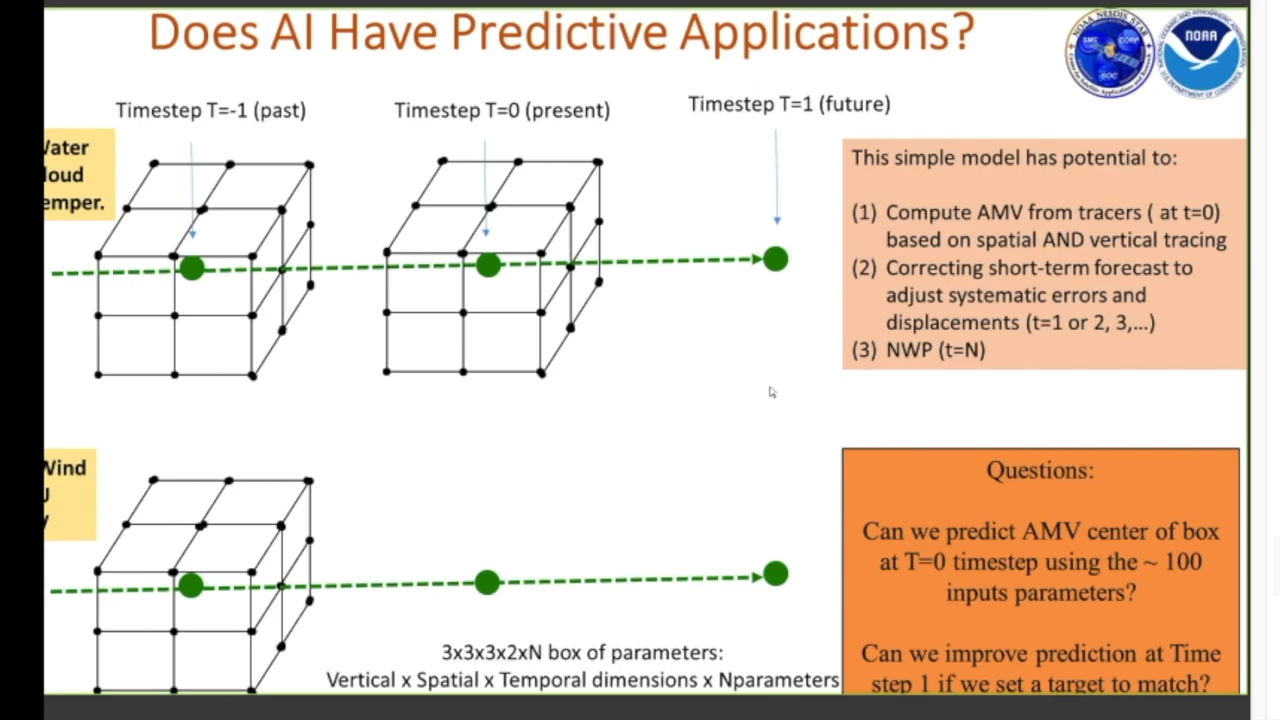 Does AI Have Predictive Applications?
NOAA
Timestep T=-1 (past)
Timestep T=0 (present)
Timestep T=1 (future)
This simple model has potential to:
(1) Compute AMV from tracers ( at t=0)
based on spatial AND vertical tracing
(2) Correcting short-term forecast to
adjust systematic errors and
displacements (t=1 or 2, 3,...)
(3) NWP (t=N)
Questions:
Can we predict AMV center of box
at T=0 timestep using the ~ 100
inputs parameters?
Can we improve prediction at Time
step 1 if we set a target to match?
3x3x3x2xN box of parameters:
Vertical x Spatial x Temporal dimensions x Nparameters